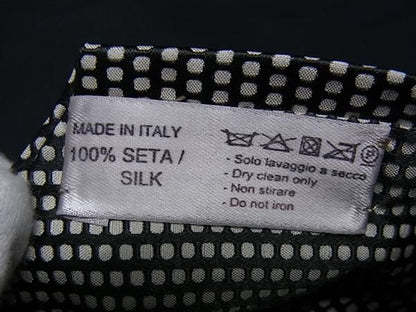 MADE IN ITALY
100% SETA /
SILK
P
- Solo lavaggio a secco
- Dry clean only
- Non stirare
- Do not iron